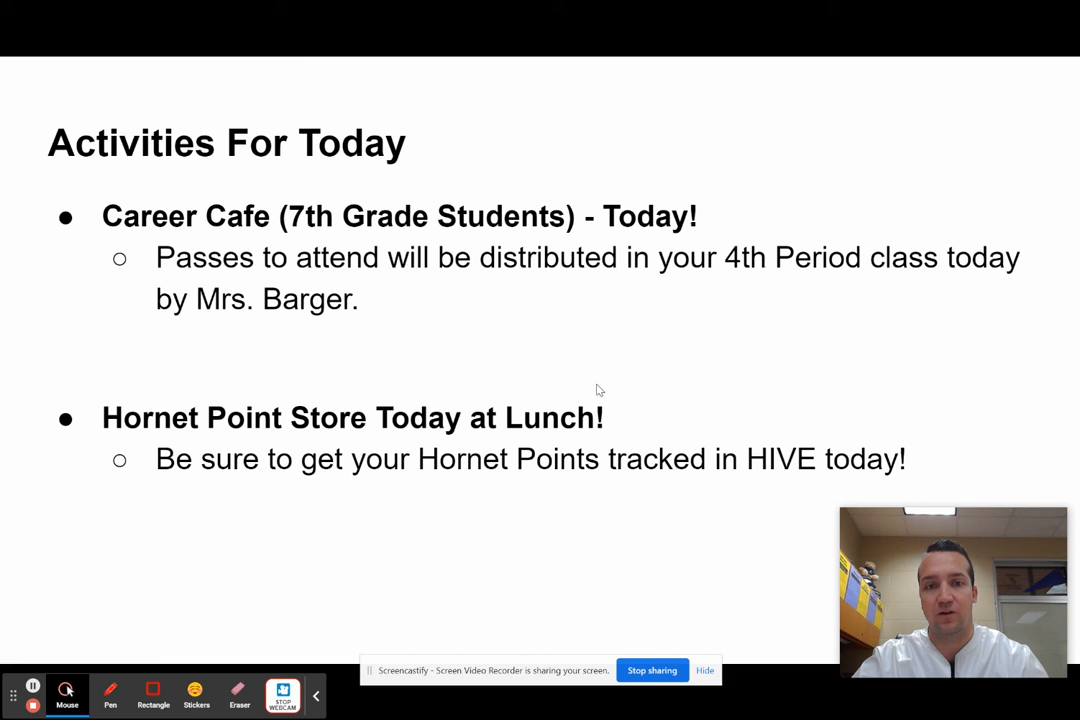 Activities For Today
● Career Cafe (7th Grade Students) - Today!
○ Passes to attend will be distributed in your 4th Period class today
by Mrs. Barger.
● Hornet Point Store Today at Lunch!
○ Be sure to get your Hornet Points tracked in HIVE today!
Screencastify - Screen Video Recorder is sharing your screen. Stop sharing Hide
Mouse Pen Rectangle Stickers Eraser STOP
WEBCAM